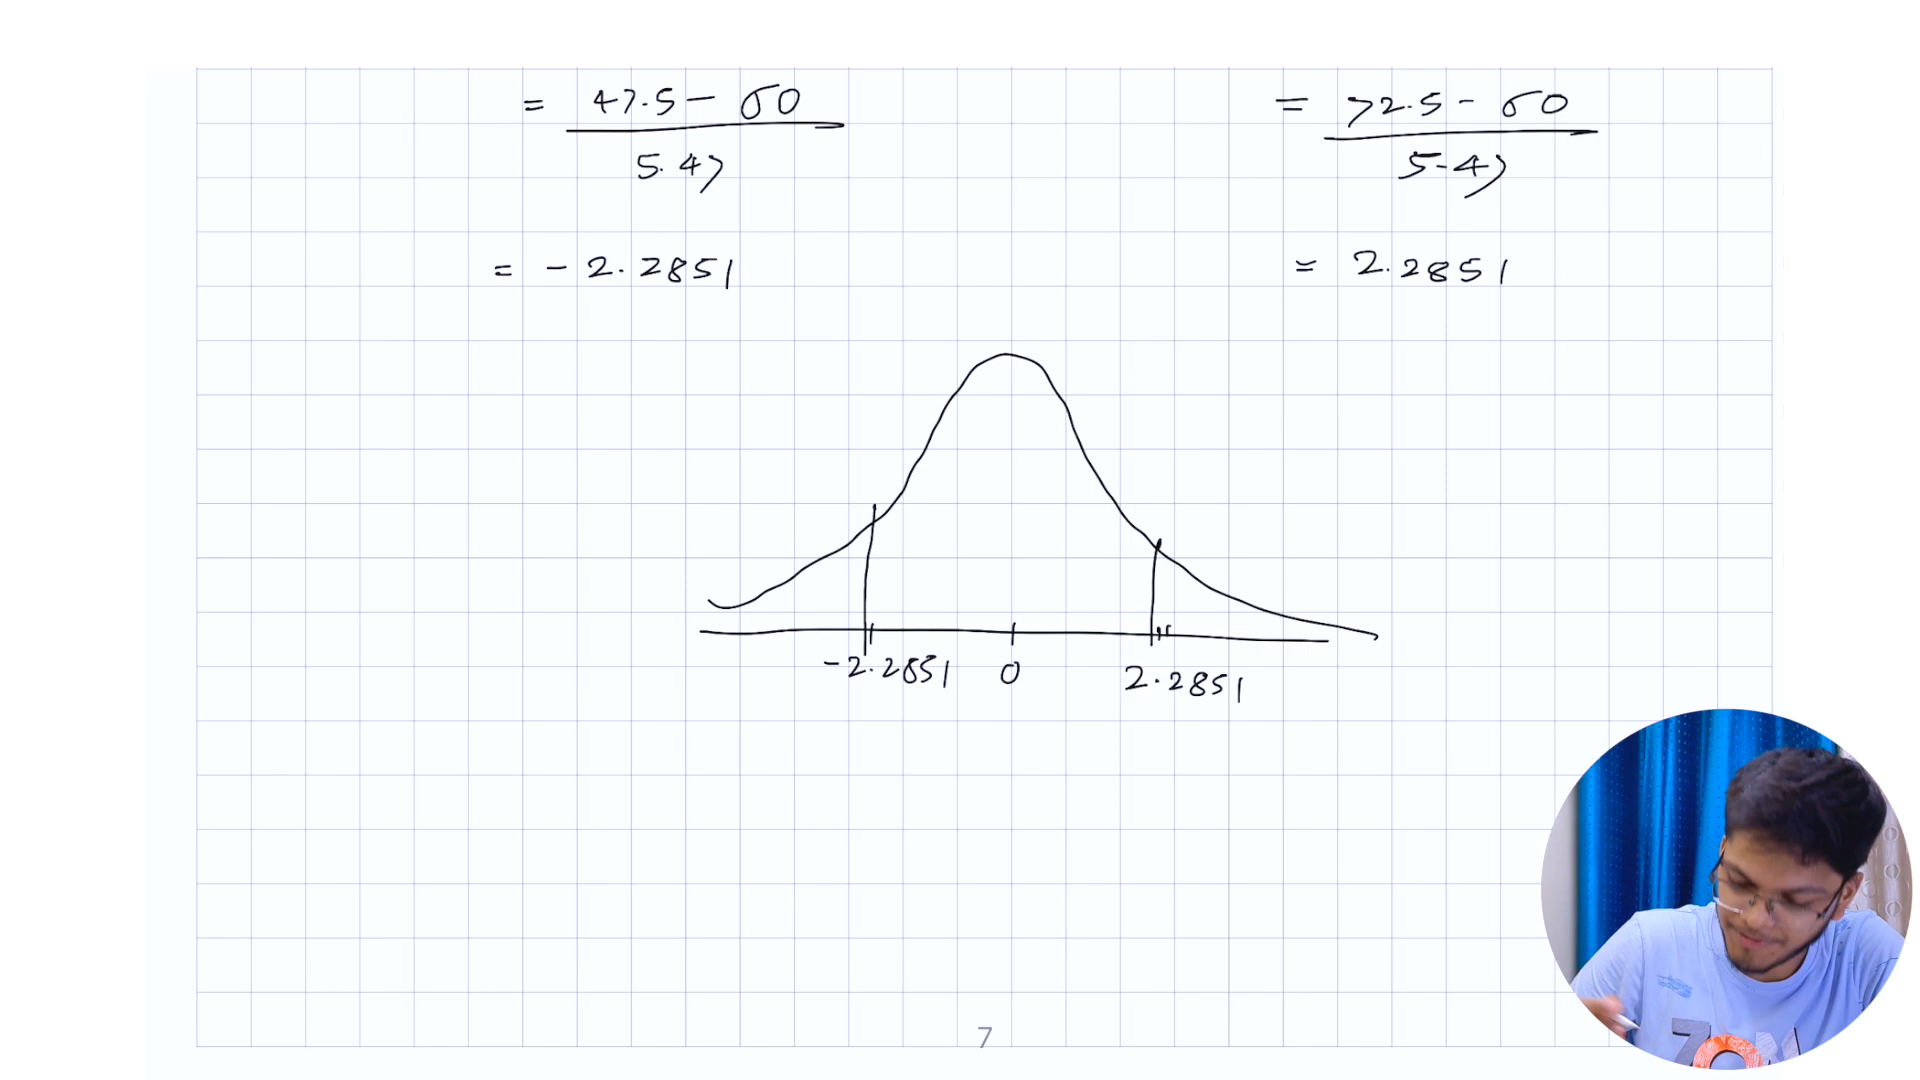 = 47.5 - 60 = 72.5 - 60
5.47 5.47
= - 2.2851 = 2.2851
-2.2851 0 2.2851
7